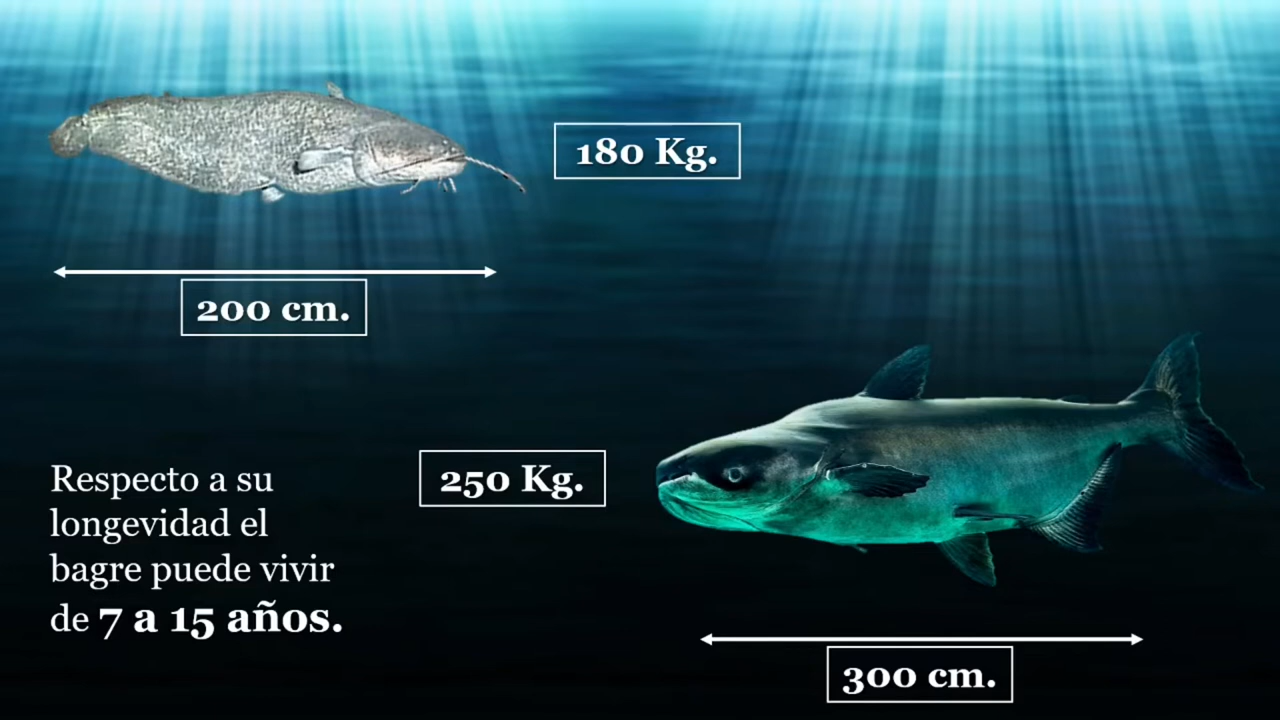 180 Kg.
200 cm.
250 Kg.
Respecto a su
longevidad el
bagre puede vivir
de 7 a 15 años.
300 cm.